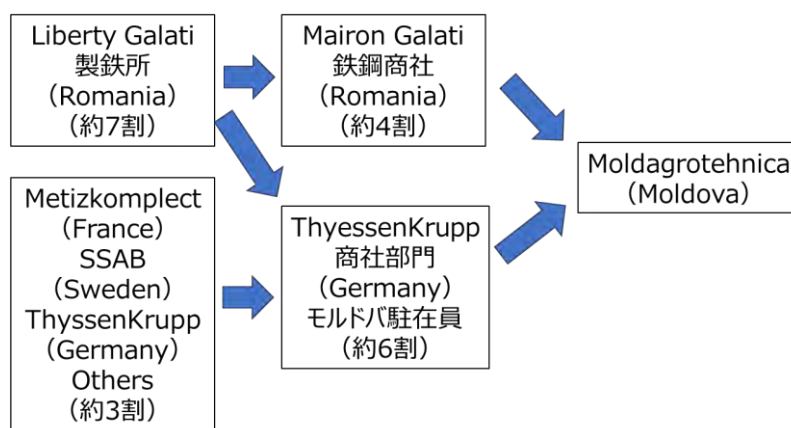 Liberty Galati
製鉄所
（Romania）
（約7割）
Mairon Galati
鉄鋼商社
（Romania）
（約4割）
Metizkomplect
（France）
SSAB
（Sweden）
ThyssenKrupp
（Germany）
Others
（約3割）
ThyessenKrupp
商社部門
（Germany）
モルドバ駐在員
（約6割）
Moldagrotehnica
（Moldova）